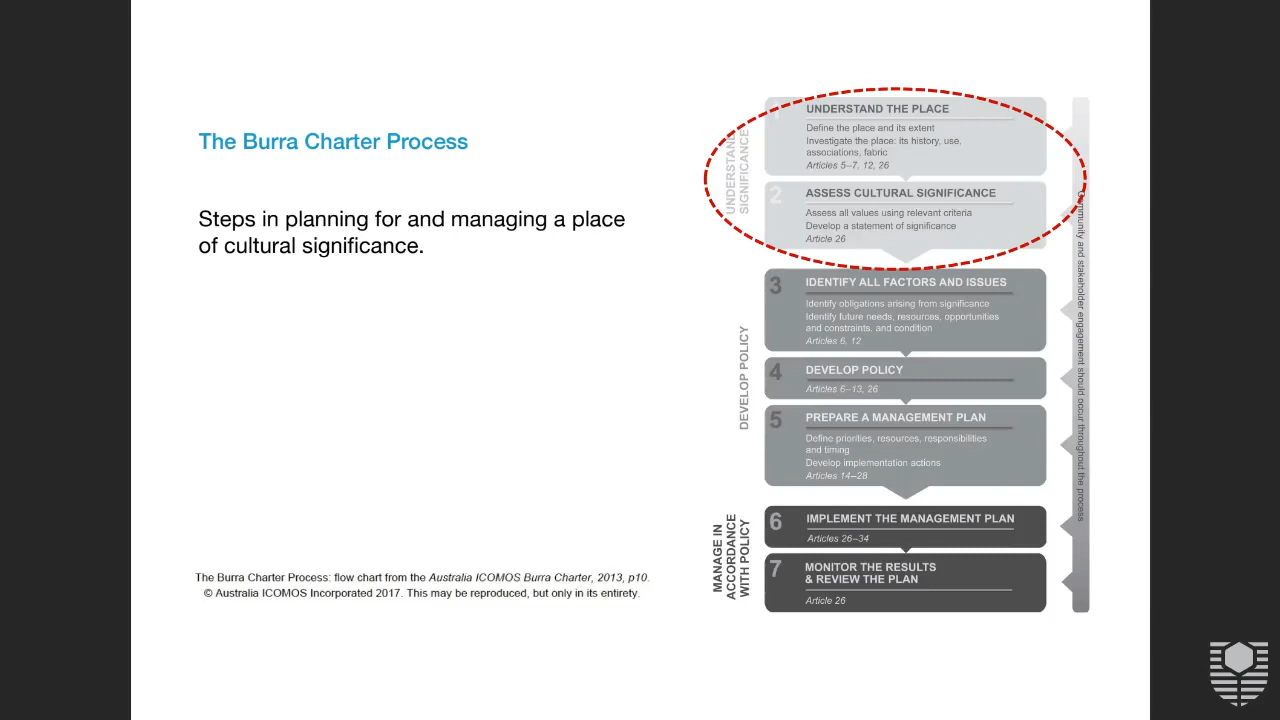 The Burra Charter Process
Steps in planning for and managing a place
of cultural significance.
The Burra Charter Process: flow chart from the Australia ICOMOS Burra Charter, 2013, p10.
© Australia ICOMOS Incorporated 2017. This may be reproduced, but only in its entirety.
UNDERSTAND
SIGNIFICANCE
1
UNDERSTAND THE PLACE
Define the place and its extent
Investigate the place: its history, use,
associations, fabric
Articles 5–7, 12, 26
2
ASSESS CULTURAL SIGNIFICANCE
Assess all values using relevant criteria
Develop a statement of significance
Article 26
DEVELOP POLICY
3
IDENTIFY ALL FACTORS AND ISSUES
Identify obligations arising from significance
Identify future needs, resources, opportunities
and constraints, and condition
Articles 6, 12
4
DEVELOP POLICY
Articles 6–13, 26
5
PREPARE A MANAGEMENT PLAN
Define priorities, resources, responsibilities
and timing
Develop implementation actions
Articles 14–28
MANAGE IN
ACCORDANCE
WITH POLICY
6
IMPLEMENT THE MANAGEMENT PLAN
Articles 26–34
7
MONITOR THE RESULTS
& REVIEW THE PLAN
Article 26
Community and stakeholder engagement should occur throughout the process